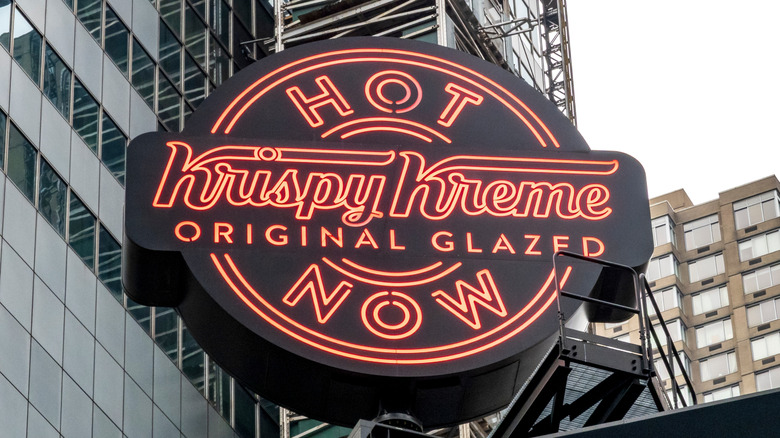 HOT
Krispy Kreme
ORIGINAL GLAZED
NOW